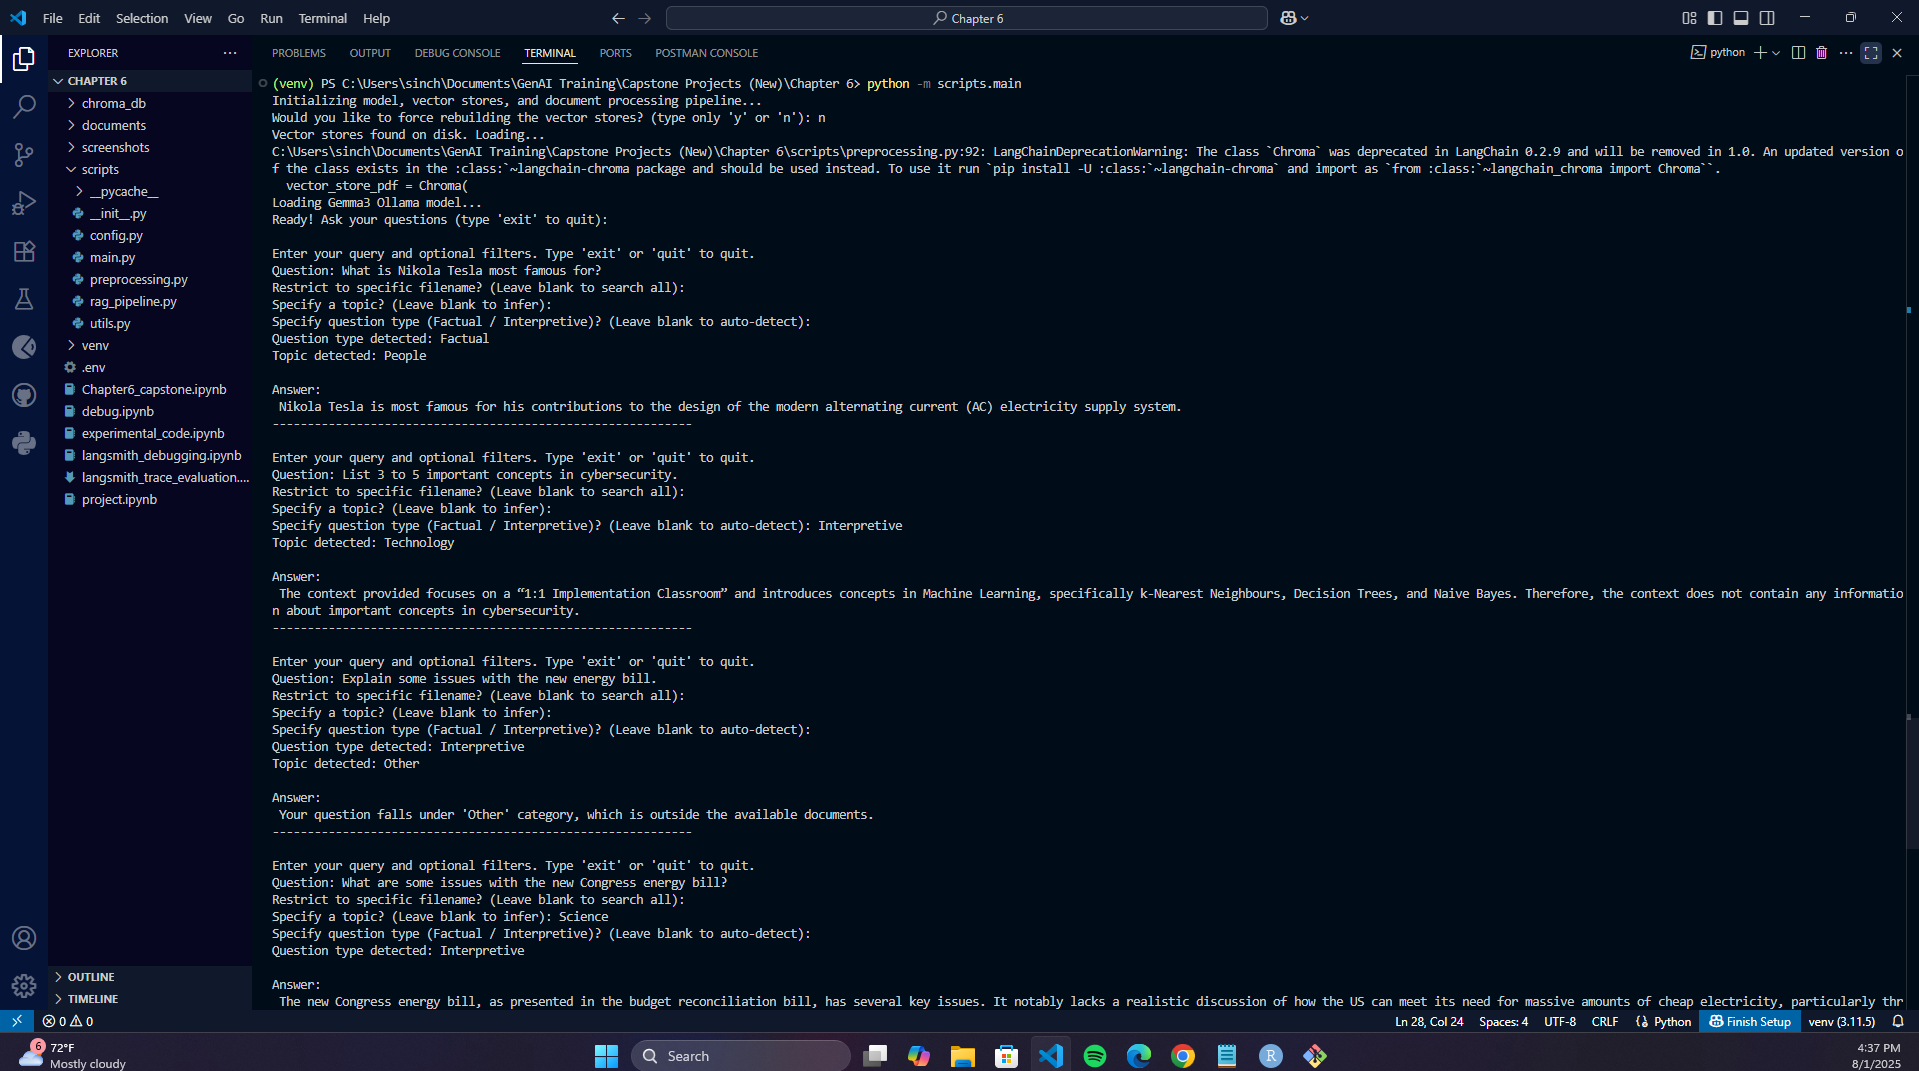 File Edit Selection View Go Run Terminal Help
Chapter 6
EXPLORER
CHAPTER 6
chroma_db
documents
screenshots
scripts
__pycache__
__init__.py
config.py
main.py
preprocessing.py
rag_pipeline.py
utils.py
venv
.env
Chapter6_capstone.ipynb
debug.ipynb
experimental_code.ipynb
langsmith_debugging.ipynb
langsmith_trace_evaluation....
project.ipynb
OUTLINE
TIMELINE
PROBLEMS OUTPUT DEBUG CONSOLE TERMINAL PORTS POSTMAN CONSOLE
python
(venv) PS C:\Users\sinch\Documents\GenAI Training\Capstone Projects (New)\Chapter 6> python -m scripts.main
Initializing model, vector stores, and document processing pipeline...
Would you like to force rebuilding the vector stores? (type only 'y' or 'n'): n
Vector stores found on disk. Loading...
C:\Users\sinch\Documents\GenAI Training\Capstone Projects (New)\Chapter 6\scripts\preprocessing.py:92: LangChainDeprecationWarning: The class `Chroma` was deprecated in LangChain 0.2.9 and will be removed in 1.0. An updated version o
f the class exists in the :class:`~langchain-chroma package and should be used instead. To use it run `pip install -U :class:`~langchain-chroma` and import as `from :class:`~langchain_chroma import Chroma``.
vector_store_pdf = Chroma(
Loading Gemma3 Ollama model...
Ready! Ask your questions (type 'exit' to quit):
Enter your query and optional filters. Type 'exit' or 'quit' to quit.
Question: What is Nikola Tesla most famous for?
Restrict to specific filename? (Leave blank to search all):
Specify a topic? (Leave blank to infer):
Specify question type (Factual / Interpretive)? (Leave blank to auto-detect):
Question type detected: Factual
Topic detected: People
Answer:
Nikola Tesla is most famous for his contributions to the design of the modern alternating current (AC) electricity supply system.
------------------------------------------------------------
Enter your query and optional filters. Type 'exit' or 'quit' to quit.
Question: List 3 to 5 important concepts in cybersecurity.
Restrict to specific filename? (Leave blank to search all):
Specify a topic? (Leave blank to infer):
Specify question type (Factual / Interpretive)? (Leave blank to auto-detect): Interpretive
Topic detected: Technology
Answer:
The context provided focuses on a “1:1 Implementation Classroom” and introduces concepts in Machine Learning, specifically k-Nearest Neighbours, Decision Trees, and Naive Bayes. Therefore, the context does not contain any informatio
n about important concepts in cybersecurity.
------------------------------------------------------------
Enter your query and optional filters. Type 'exit' or 'quit' to quit.
Question: Explain some issues with the new energy bill.
Restrict to specific filename? (Leave blank to search all):
Specify a topic? (Leave blank to infer):
Specify question type (Factual / Interpretive)? (Leave blank to auto-detect):
Question type detected: Interpretive
Topic detected: Other
Answer:
Your question falls under 'Other' category, which is outside the available documents.
------------------------------------------------------------
Enter your query and optional filters. Type 'exit' or 'quit' to quit.
Question: What are some issues with the new Congress energy bill?
Restrict to specific filename? (Leave blank to search all):
Specify a topic? (Leave blank to infer): Science
Specify question type (Factual / Interpretive)? (Leave blank to auto-detect):
Question type detected: Interpretive
Answer:
The new Congress energy bill, as presented in the budget reconciliation bill, has several key issues. It notably lacks a realistic discussion of how the US can meet its need for massive amounts of cheap electricity, particularly thr
0 0 Ln 28, Col 24 Spaces: 4 UTF-8 CRLF Python Finish Setup venv (3.11.5)
6
72°F
Mostly cloudy
Search
R
4:37 PM
8/1/2025